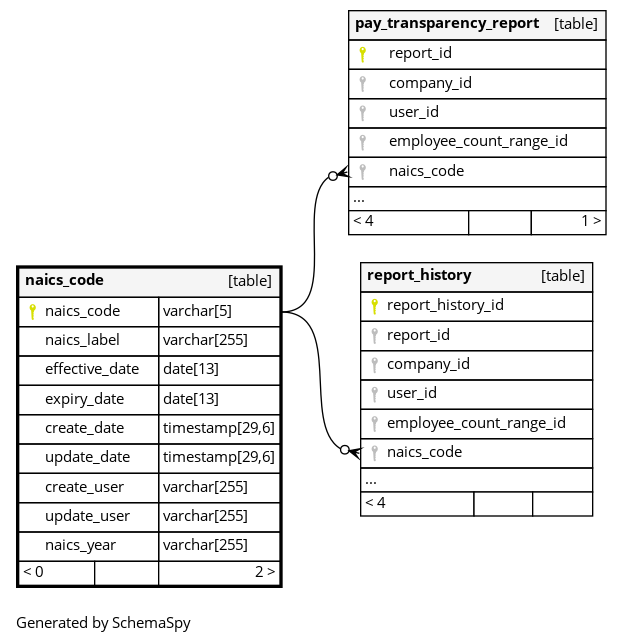 pay_transparency_report [table]
report_id
company_id
user_id
employee_count_range_id
naics_code
...
< 4 1 >
naics_code [table]
naics_code varchar[5]
naics_label varchar[255]
effective_date date[13]
expiry_date date[13]
create_date timestamp[29,6]
update_date timestamp[29,6]
create_user varchar[255]
update_user varchar[255]
naics_year varchar[255]
< 0 2 >
report_history [table]
report_history_id
report_id
company_id
user_id
employee_count_range_id
naics_code
...
< 4
Generated by SchemaSpy